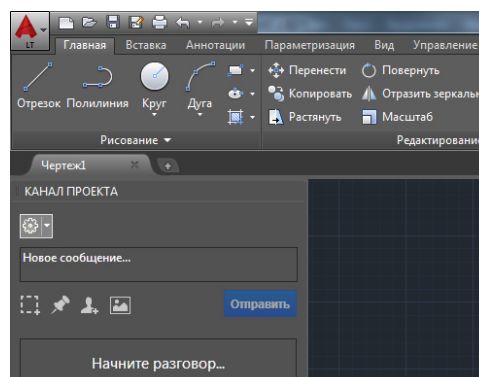 LT
Главная Вставка Аннотации Параметризация Вид Управление
Отрезок Полилиния Круг Дуга
Перенести Повернуть
Копировать Отразить зеркальн
Растянуть Масштаб
Рисование Редактировани
Чертеж1
КАНАЛ ПРОЕКТА
Новое сообщение...
Отправить
Начните разговор...